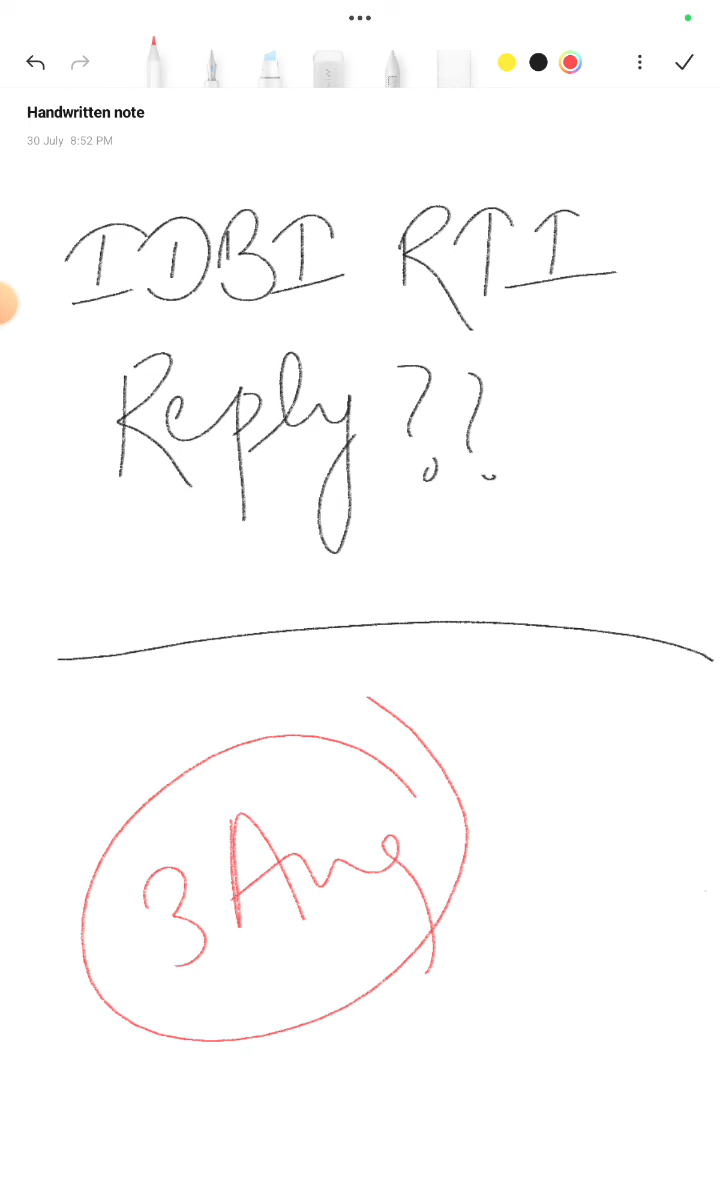 Handwritten note
30 July 8:52 PM
IDBI RTI
Reply??
3 Aug